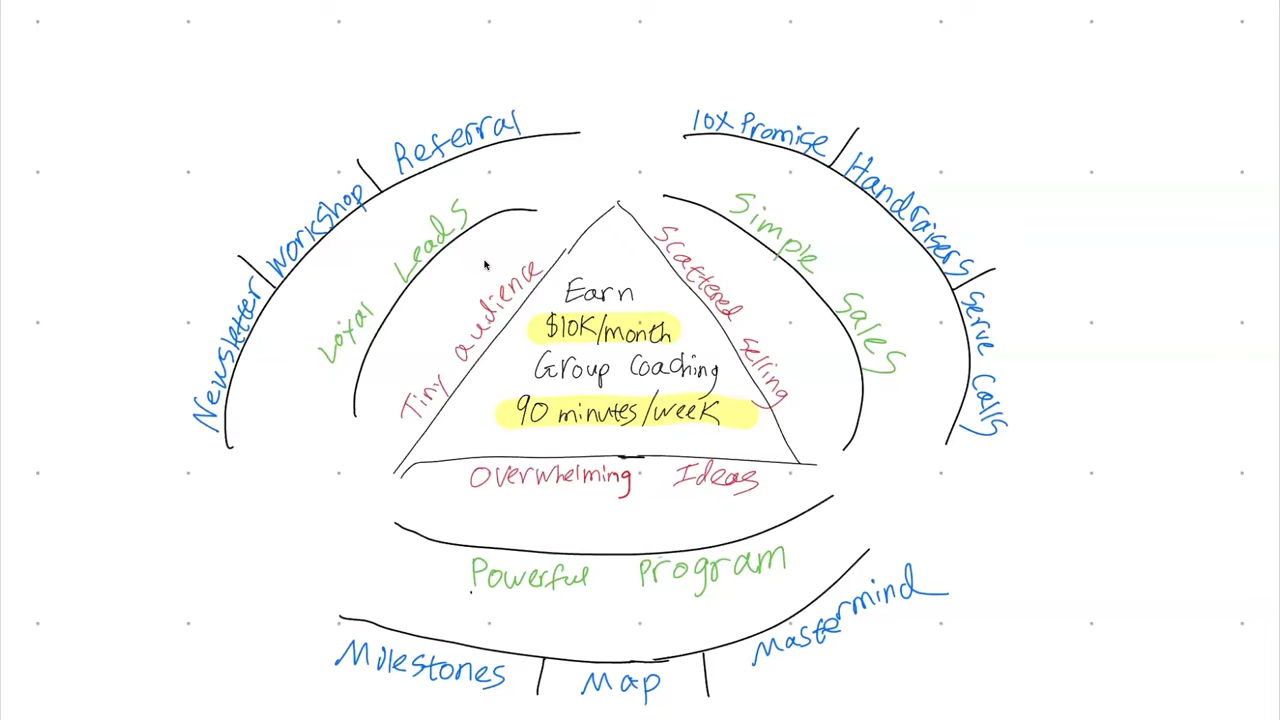 Referral
10x Promise
Workshop
Handraisers
Newsletter
Serve Calls
Loyal Leads
Simple Sales
Tiny audience
Scattered selling
Earn
$10K/month
Group Coaching
90 minutes/week
Overwhelming Ideas
Powerful Program
Milestones
Map
Mastermind